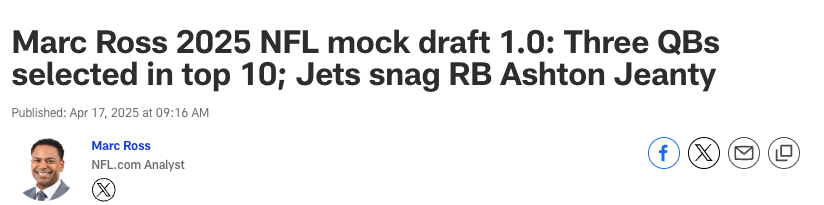 Marc Ross 2025 NFL mock draft 1.0: Three QBs
selected in top 10; Jets snag RB Ashton Jeanty
Published: Apr 17, 2025 at 09:16 AM
Marc Ross
NFL.com Analyst